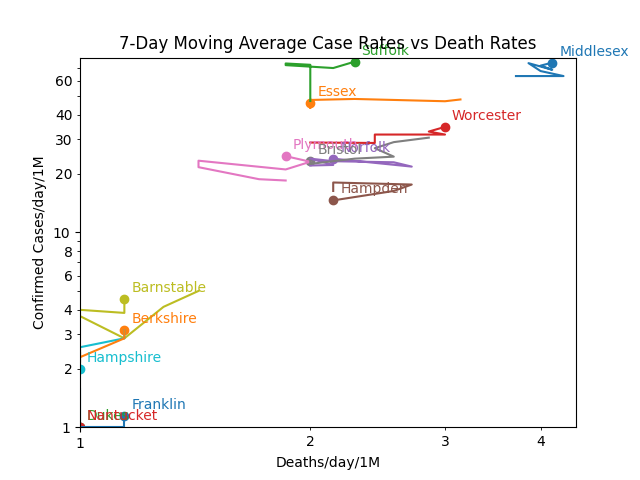 7-Day Moving Average Case Rates vs Death Rates
Suffolk
Middlesex
60
Essex
40
Worcester
30
Plymouth
Norfolk
Bristol
20
Hampden
10
8
6
Barnstable
4
Berkshire
3
Hampshire
2
Franklin
Dukes
Nantucket
1
1
2
3
4
Deaths/day/1M
Confirmed Cases/day/1M